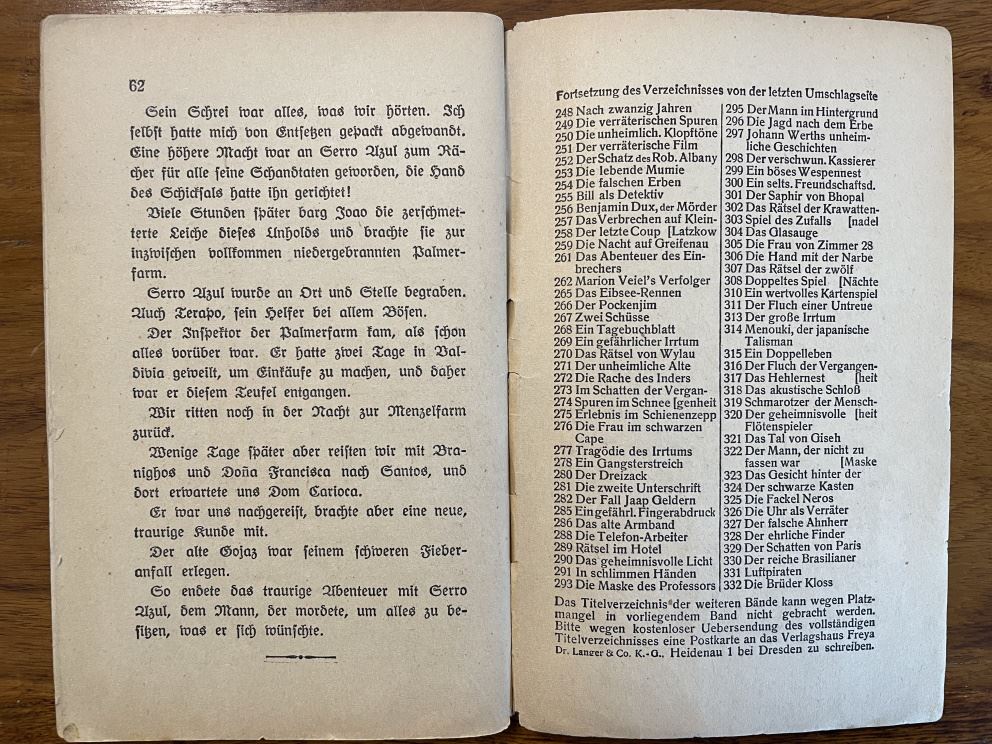 62
Sein Schrei war alles, was wir hörten. Ich
selbst hatte mich von Entsetzen gepackt abgewandt.
Eine höhere Macht war an Serro Azul zum Rä-
cher für alle seine Schandtaten geworden, die Hand
des Schicksals hatte ihn gerichtet!
Viele Stunden später barg Joao die zerschmet-
terte Leiche dieses Unholds und brachte sie zur
inzwischen vollkommen niedergebrannten Palmer-
farm.
Serro Azul wurde an Ort und Stelle begraben.
Auch Terapo, sein Helfer bei allem Bösen.
Der Inspektor der Palmerfarm kam, als schon
alles vorüber war. Er hatte zwei Tage in Val-
divia geweilt, um Einkäufe zu machen, und daher
war er diesem Teufel entgangen.
Wir ritten noch in der Nacht zur Menzelfarm
zurück.
Wenige Tage später aber reisten wir mit Bra-
nighos und Doña Francisca nach Santos, und
dort erwartete uns Dom Carioca.
Er war uns nachgereist, brachte aber eine neue,
traurige Kunde mit.
Der alte Gojaz war seinem schweren Fieber-
anfall erlegen.
So endete das traurige Abenteuer mit Serro
Azul, dem Mann, der mordete, um alles zu be-
sitzen, was er sich wünschte.
Fortsetzung des Verzeichnisses von der letzten Umschlagseite
248 Nach zwanzig Jahren
249 Die verräterischen Spuren
250 Die unheimlich. Klopftöne
251 Der verräterische Film
252 Der Schatz des Rob. Albany
253 Die lebende Mumie
254 Die falschen Erben
255 Bill als Detektiv
256 Benjamin Dux, der Mörder
257 Das Verbrechen auf Klein-
258 Der letzte Coup [Latzkow
259 Die Nacht auf Greifenau
261 Das Abenteuer des Ein-
brechers
262 Marion Veiel's Verfolger
265 Das Eibsee-Rennen
266 Der Pockenjim
267 Zwei Schüsse
268 Ein Tagebuchblatt
269 Ein gefährlicher Irrtum
270 Das Rätsel von Wylau
271 Der unheimliche Alte
272 Die Rache des Inders
273 Im Schatten der Vergan-
274 Spuren im Schnee [genheit
275 Erlebnis im Schienenzepp
276 Die Frau im schwarzen
Cape
277 Tragödie des Irrtums
278 Ein Gangsterstreich
280 Der Dreizack
281 Die zweite Unterschrift
282 Der Fall Jaap Geldern
285 Ein gefährl. Fingerabdruck
286 Das alte Armband
288 Die Telefon-Arbeiter
289 Rätsel im Hotel
290 Das geheimnisvolle Licht
291 In schlimmen Händen
293 Die Maske des Professors
295 Der Mann im Hintergrund
296 Die Jagd nach dem Erbe
297 Johann Werths unheim-
liche Geschichten
298 Der verschwun. Kassierer
299 Ein böses Wespennest
300 Ein selts. Freundschaftsd.
301 Der Saphir von Bhopal
302 Das Rätsel der Krawatten-
303 Spiel des Zufalls [nadel
304 Das Glasauge
305 Die Frau von Zimmer 28
306 Die Hand mit der Narbe
307 Das Rätsel der zwölf
308 Doppeltes Spiel [Nächte
310 Ein wertvolles Kartenspiel
311 Der Fluch einer Untreue
313 Der große Irrtum
314 Menouki, der japanische
Talisman
315 Ein Doppelleben
316 Der Fluch der Vergangen-
317 Das Hehlernest [heit
318 Das akustische Schloß
319 Schmarotzer der Mensch-
320 Der geheimnisvolle [heit
Flötenspieler
321 Das Tal von Giseh
322 Der Mann, der nicht zu
fassen war [Maske
323 Das Gesicht hinter der
324 Der schwarze Kasten
325 Die Fackel Neros
326 Die Uhr als Verräter
327 Der falsche Ahnherr
328 Der ehrliche Finder
329 Der Schatten von Paris
330 Der reiche Brasilianer
331 Luftpiraten
332 Die Brüder Kloss
Das Titelverzeichnis der weiteren Bände kann wegen Platz-
mangel in vorliegendem Band nicht gebracht werden.
Bitte wegen kostenloser Uebersendung des vollständigen
Titelverzeichnisses eine Postkarte an das Verlagshaus Freya
Dr. Langer & Co. K.-G., Heidenau 1 bei Dresden zu schreiben.